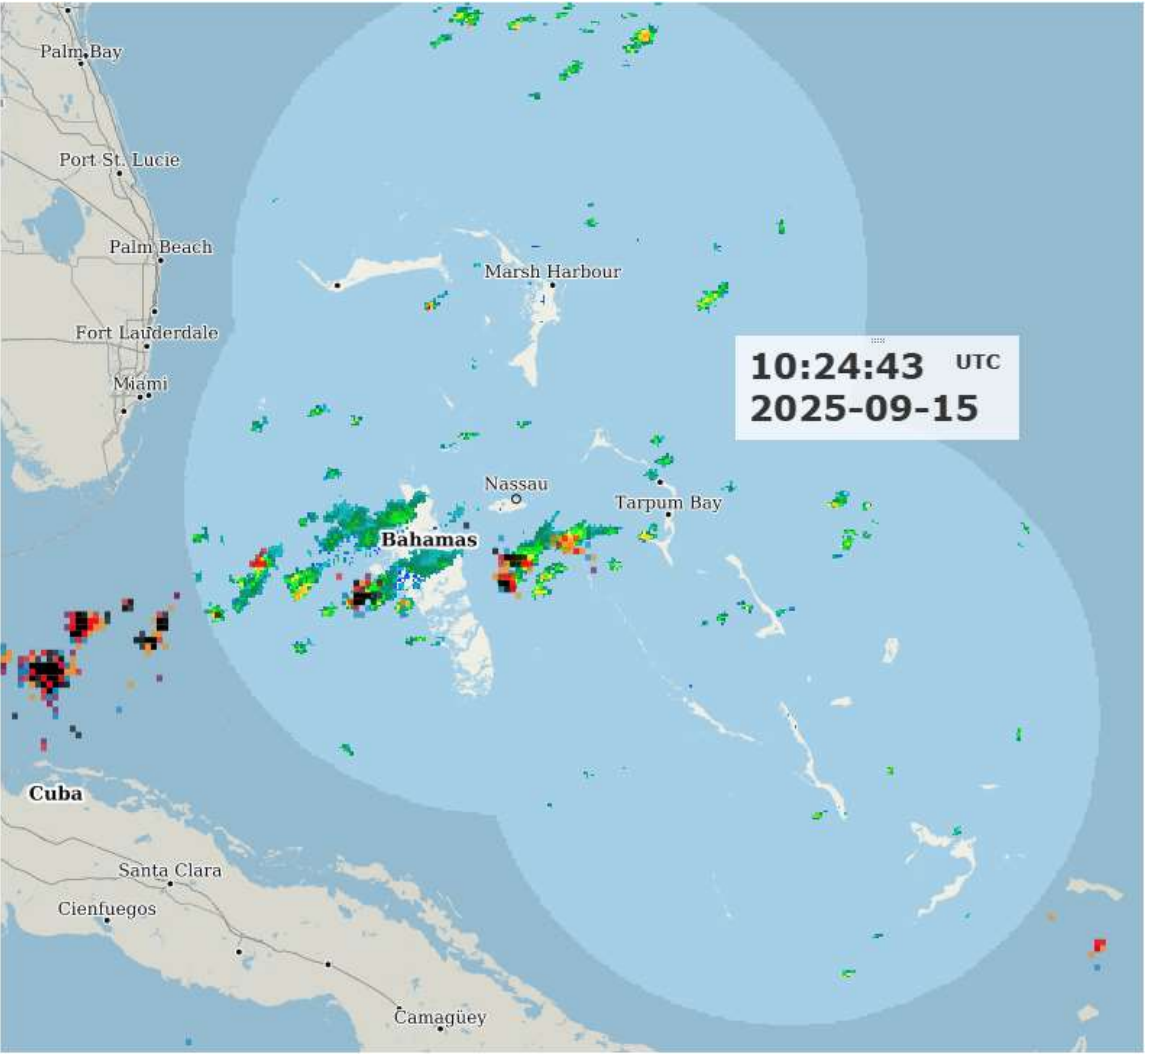 Palm Bay
Port St. Lucie
Palm Beach
Marsh Harbour
Fort Lauderdale
10:24:43 UTC
2025-09-15
Miami
Nassau
Tarpum Bay
Bahamas
Cuba
Santa Clara
Cienfuegos
Camagüey